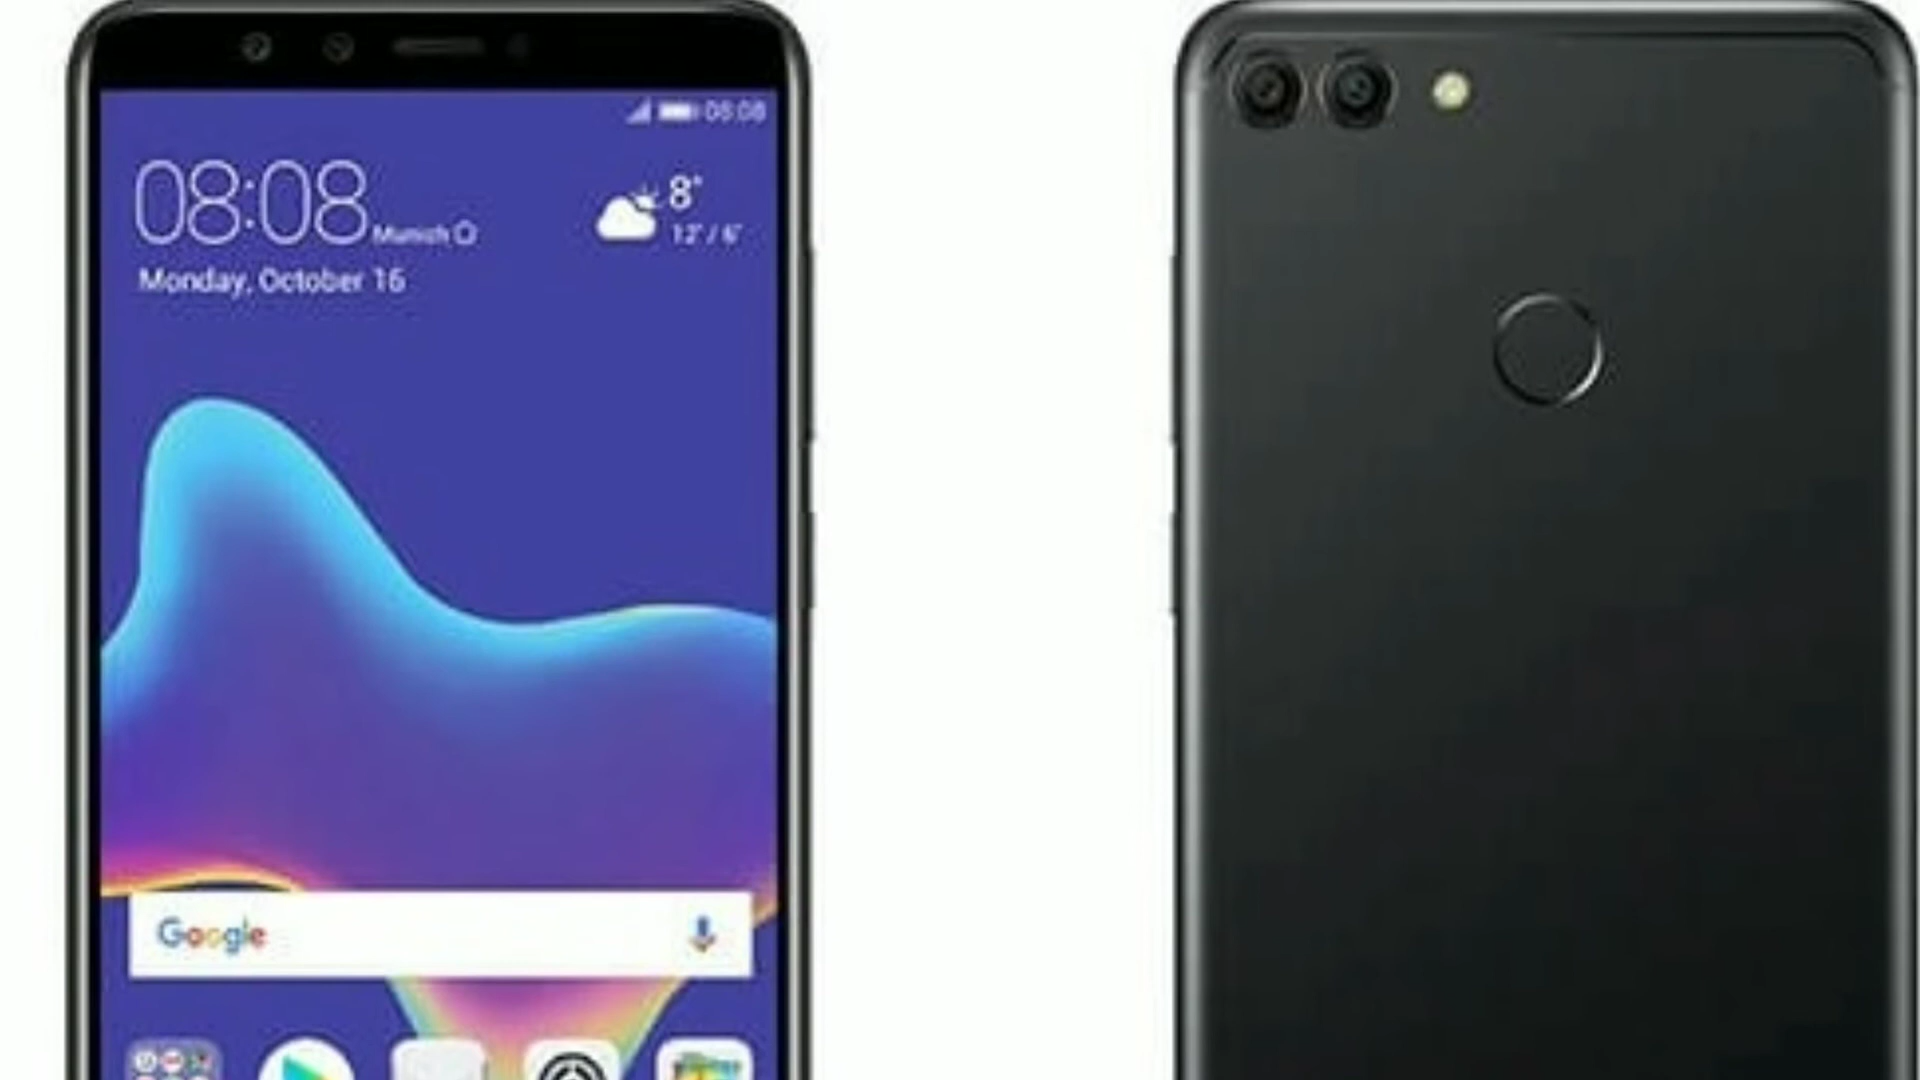 08:08
08:08 Munich
8°
12° / 6°
Monday, October 16
Google